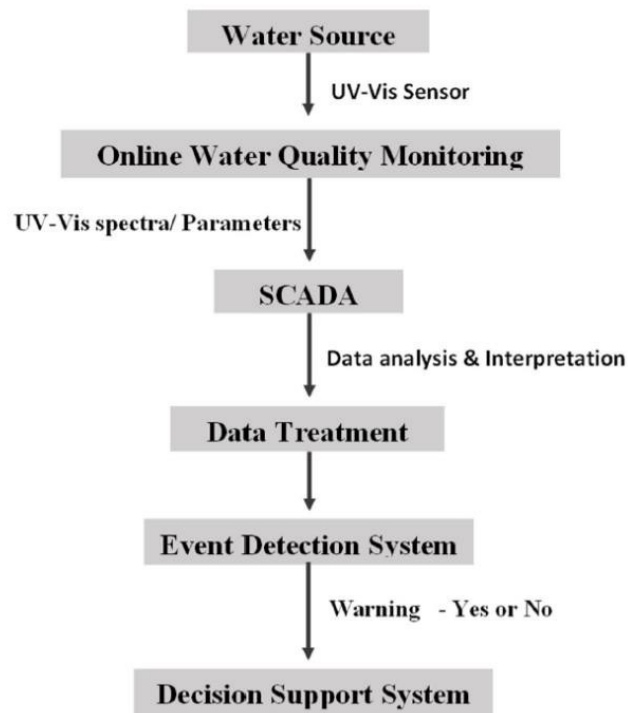 Water Source
UV-Vis Sensor
Online Water Quality Monitoring
UV-Vis spectra/ Parameters
SCADA
Data analysis & Interpretation
Data Treatment
Event Detection System
Warning - Yes or No
Decision Support System